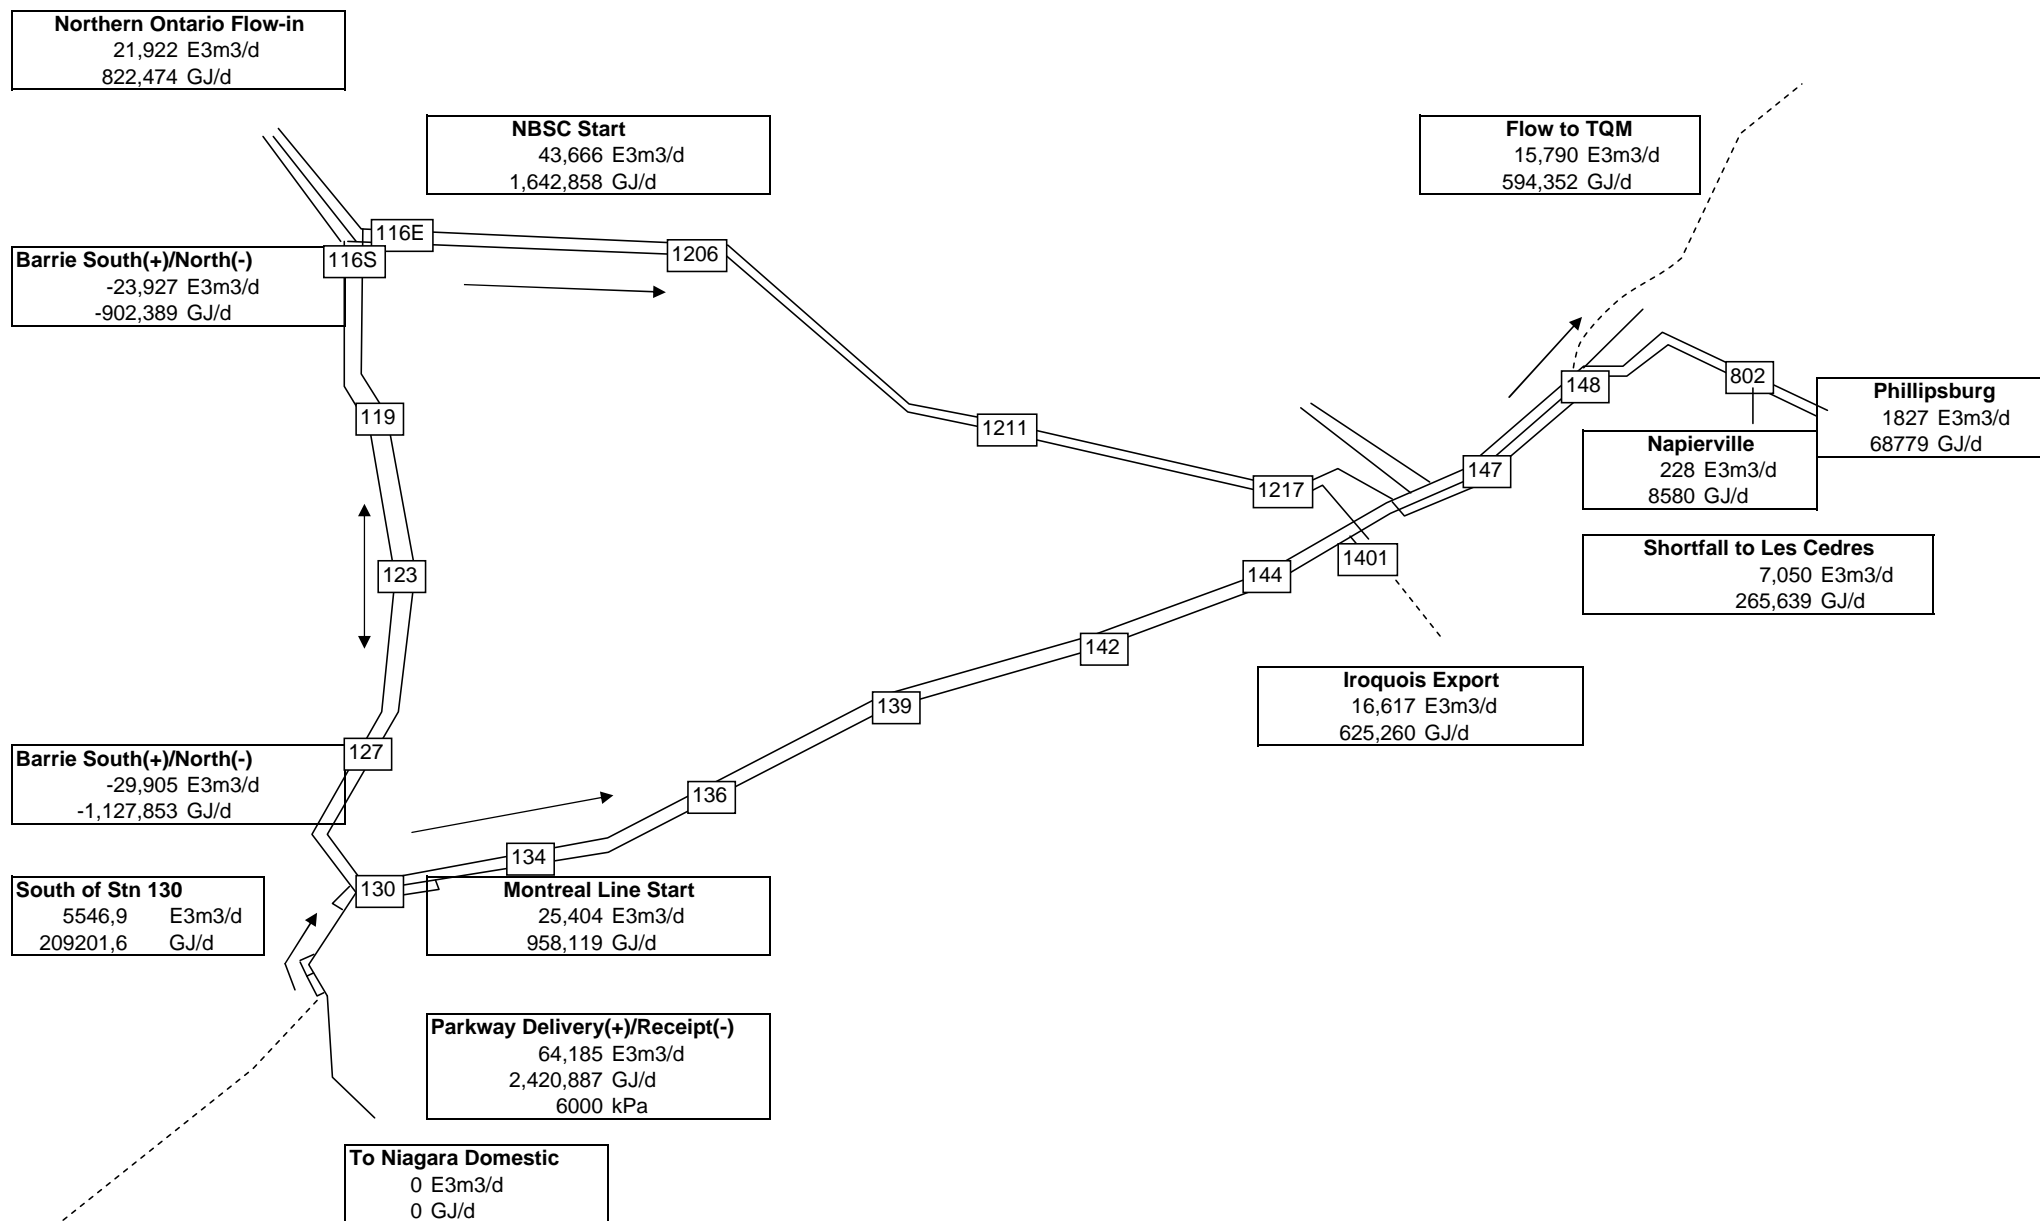 Northern Ontario Flow-in
21,922 E3m3/d
822,474 GJ/d
NBSC Start
43,666 E3m3/d
1,642,858 GJ/d
Flow to TQM
15,790 E3m3/d
594,352 GJ/d
116E
116S
1206
Barrie South(+)/North(-)
-23,927 E3m3/d
-902,389 GJ/d
119
1211
148
802
Phillipsburg
1827 E3m3/d
68779 GJ/d
Napierville
228 E3m3/d
8580 GJ/d
147
1217
123
144
1401
Shortfall to Les Cedres
7,050 E3m3/d
265,639 GJ/d
142
139
Iroquois Export
16,617 E3m3/d
625,260 GJ/d
127
Barrie South(+)/North(-)
-29,905 E3m3/d
-1,127,853 GJ/d
136
134
130
South of Stn 130
5546,9 E3m3/d
209201,6 GJ/d
Montreal Line Start
25,404 E3m3/d
958,119 GJ/d
Parkway Delivery(+)/Receipt(-)
64,185 E3m3/d
2,420,887 GJ/d
6000 kPa
To Niagara Domestic
0 E3m3/d
0 GJ/d